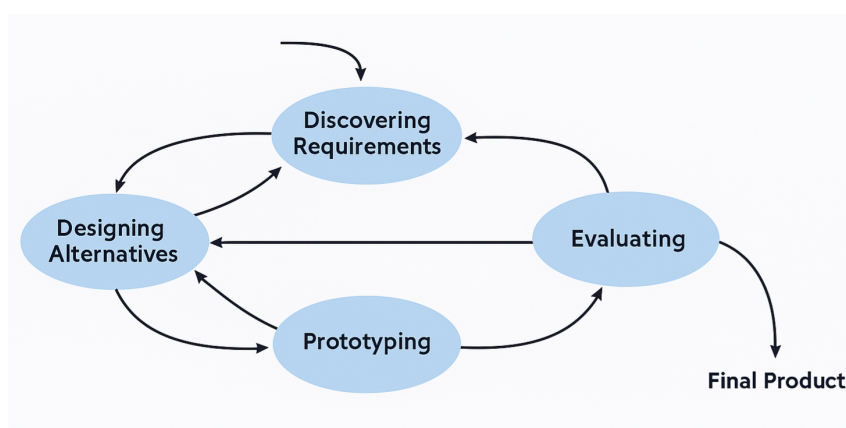 Discovering
Requirements
Designing
Alternatives
Evaluating
Prototyping
Final Product